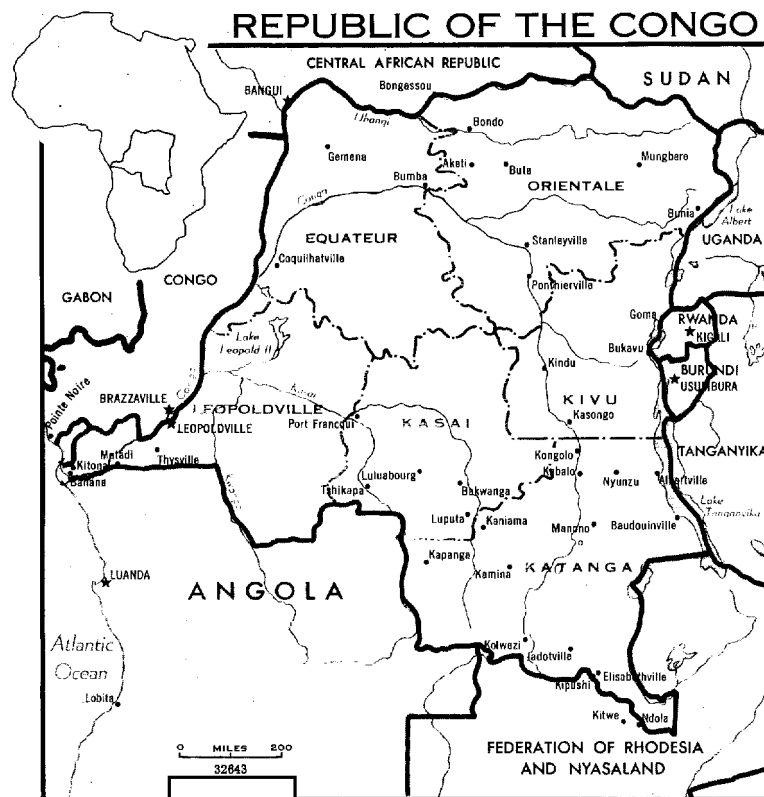 REPUBLIC OF THE CONGO
CENTRAL AFRICAN REPUBLIC
SUDAN
Bongassou
BANGUI
Ubangi
Bondo
Gemena
Aketi
Buta
Mungbere
Bumba
ORIENTALE
Congo
Bunia
Lake
Albert
EQUATEUR
Stanleyville
UGANDA
Coquilhatville
CONGO
Ponthierville
GABON
Goma
RWANDA
KIGALI
Lake
Leopold II
Bukavu
BURUNDI
USUMBURA
Kindu
Pointe Noire
Kasai
KIVU
BRAZZAVILLE
LEOPOLDVILLE
LEOPOLDVILLE
Port Francqui
KASAI
Kasongo
TANGANYIKA
Matadi
Thysville
Kitona
Banana
Kongolo
Kabalo
Nyunzu
Albertville
Luluabourg
Tshikapa
Bakwanga
Lake
Tanganyika
Luputa
Kaniama
Manono
Baudouinville
Kapanga
Kamina
KATANGA
LUANDA
ANGOLA
Atlantic
Ocean
Kolwezi
Jadotville
Elisabethville
Kipushi
Lobito
Kitwe
Ndola
FEDERATION OF RHODESIA
AND NYASALAND
0 MILES 200
32643